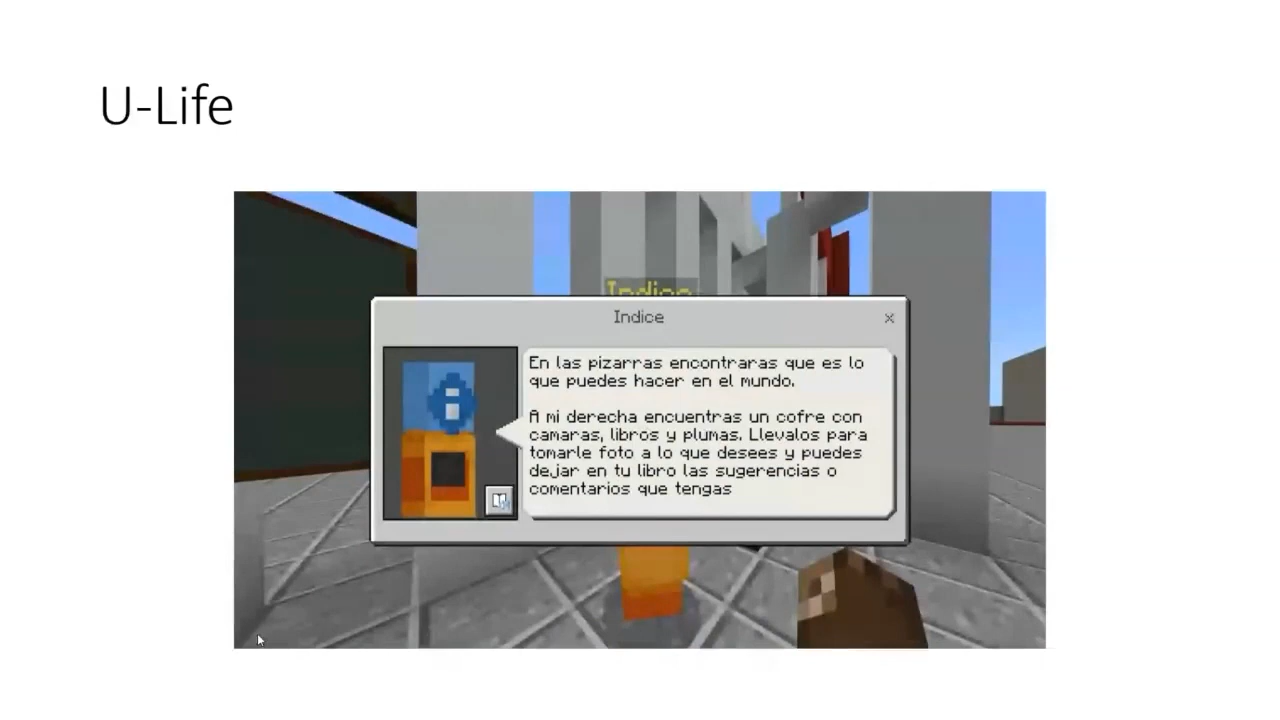 U-Life
Indice
Indice
En las pizarras encontraras que es lo
que puedes hacer en el mundo.
A mi derecha encuentras un cofre con
camaras, libros y plumas. Llevalos para
tomarle foto a lo que desees y puedes
dejar en tu libro las sugerencias o
comentarios que tengas